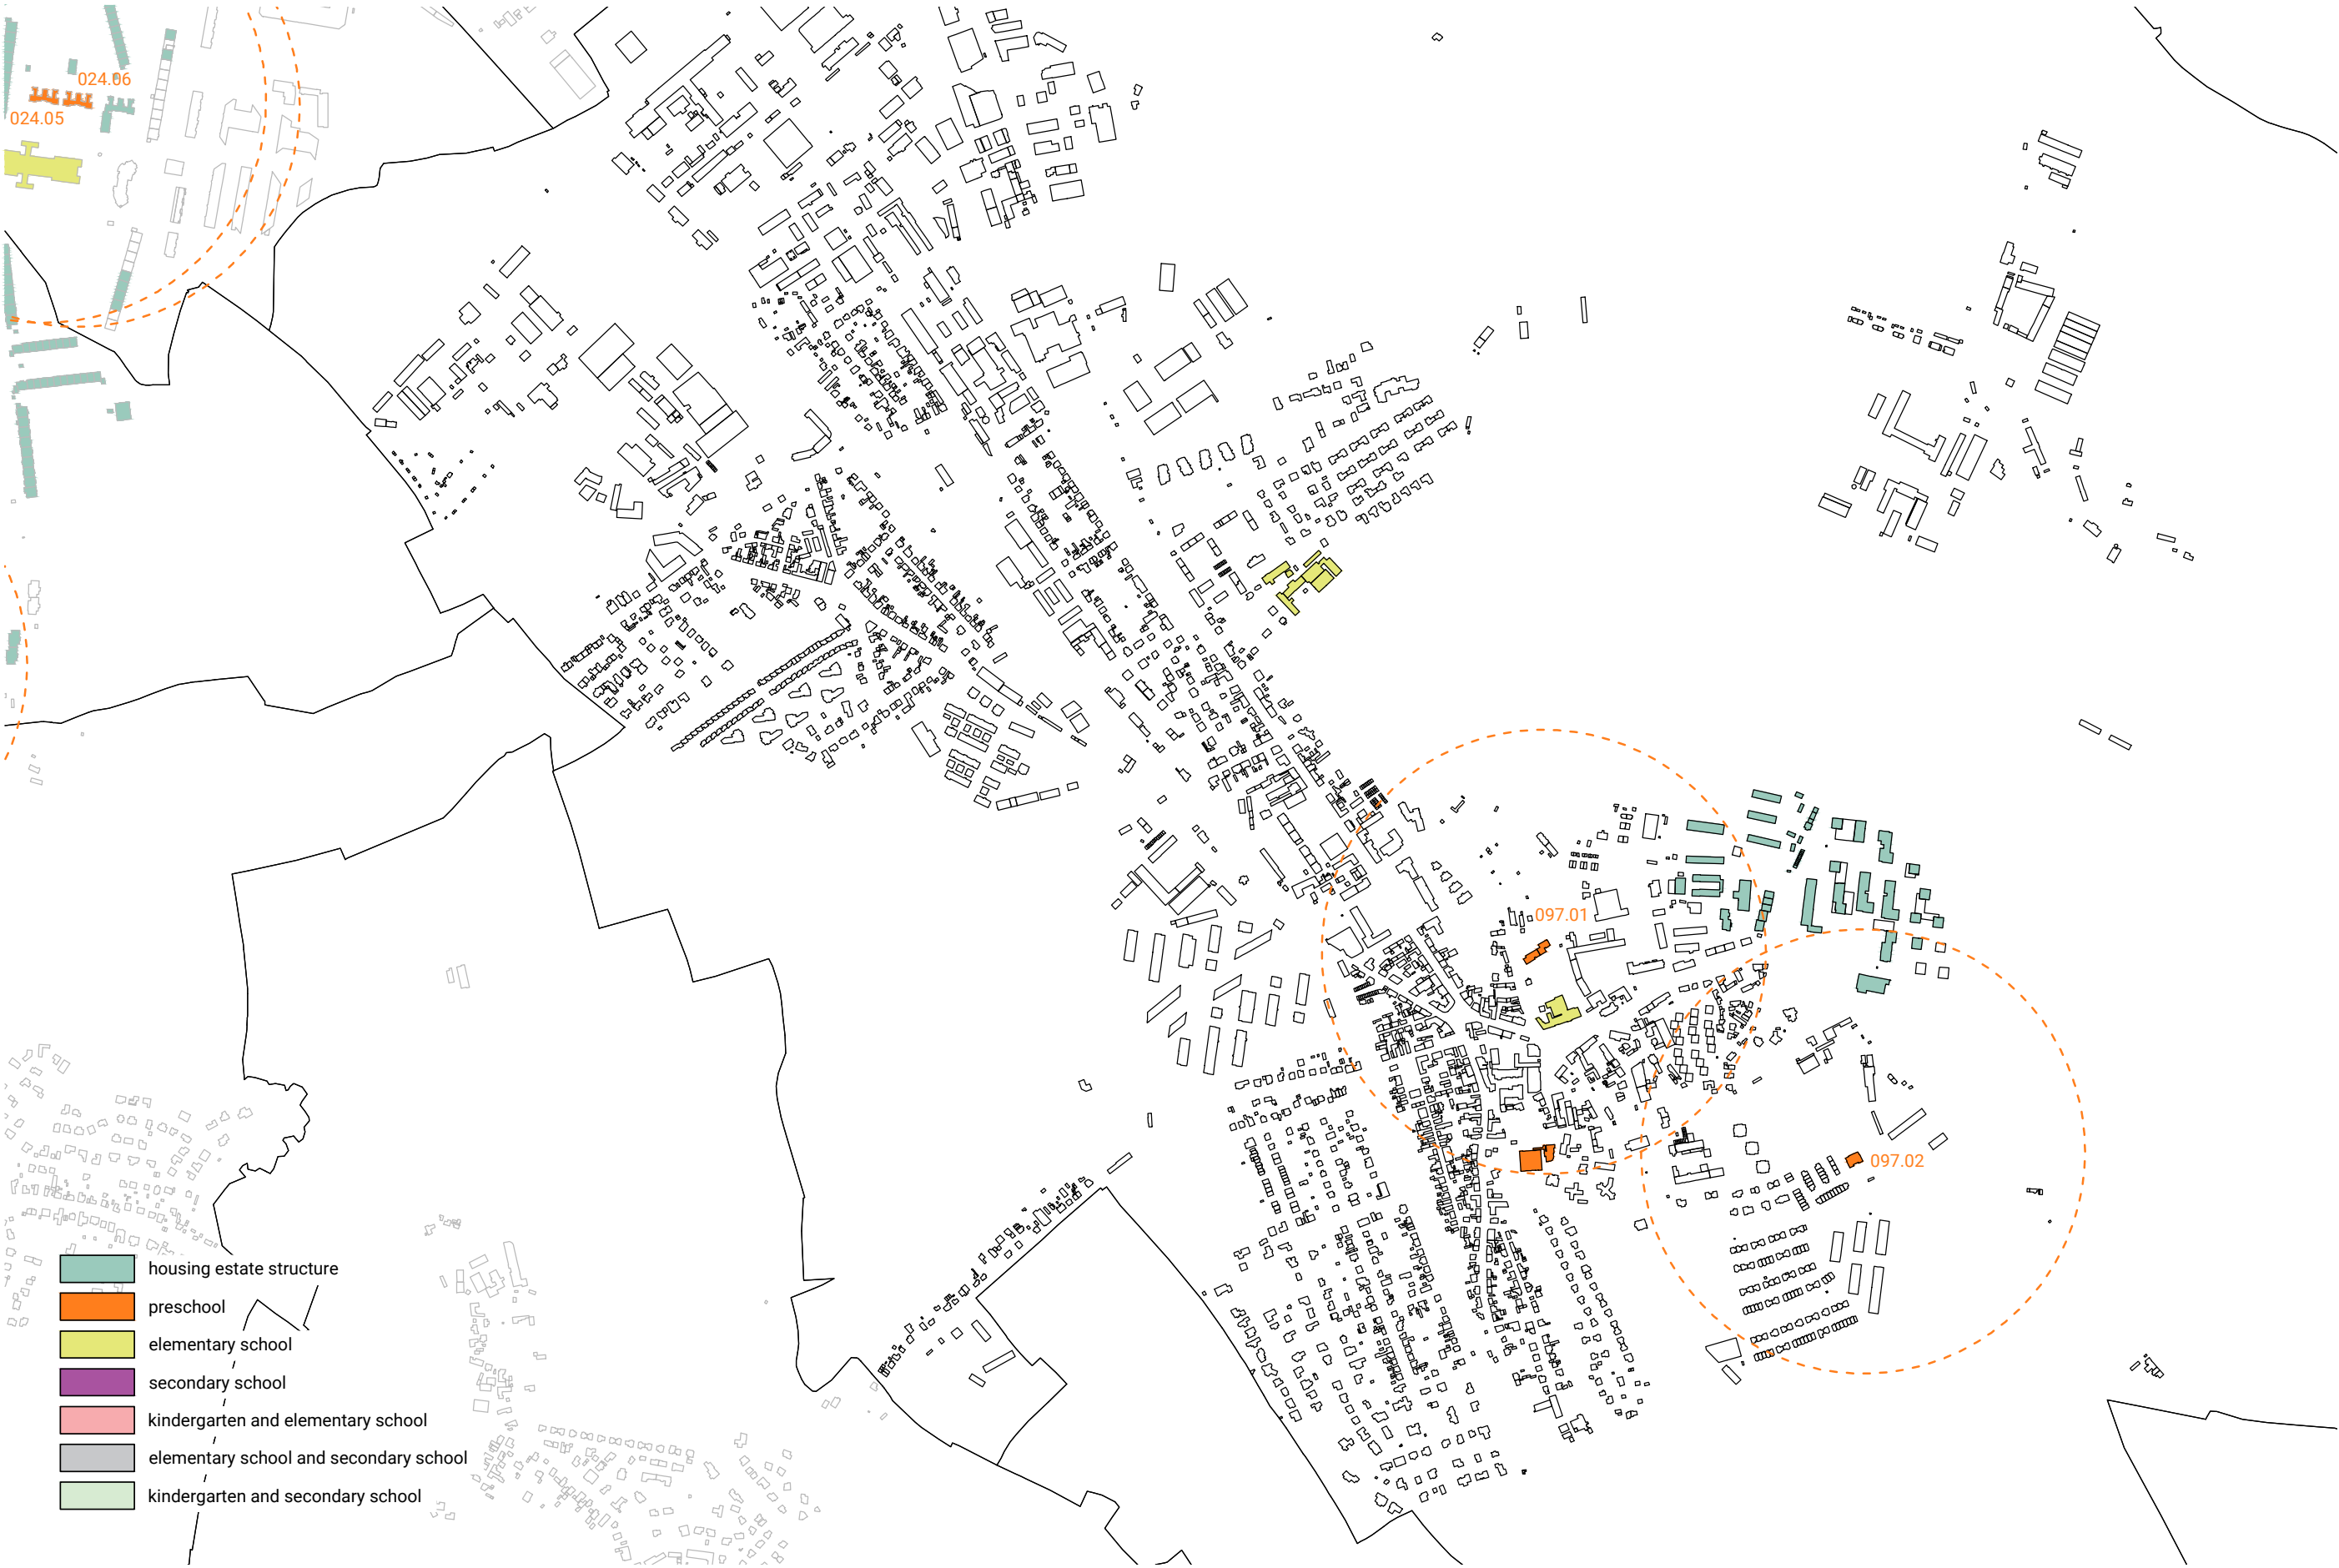 024.06
024.05
097.01
097.02
housing estate structure
preschool
elementary school
secondary school
kindergarten and elementary school
elementary school and secondary school
kindergarten and secondary school